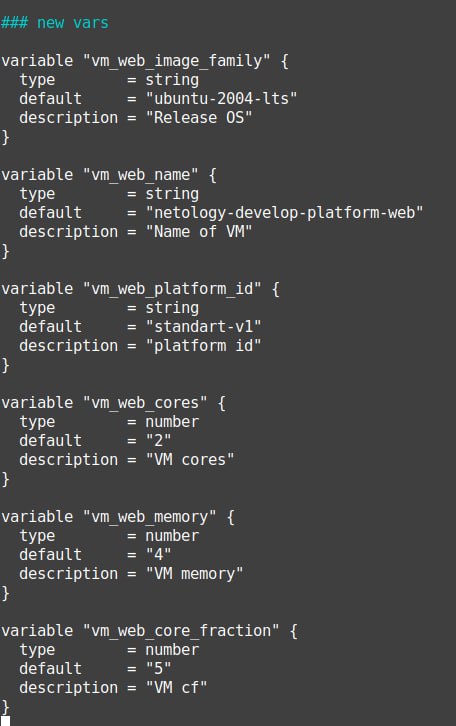 ### new vars
variable "vm_web_image_family" {
  type        = string
  default     = "ubuntu-2004-lts"
  description = "Release OS"
}
variable "vm_web_name" {
  type        = string
  default     = "netology-develop-platform-web"
  description = "Name of VM"
}
variable "vm_web_platform_id" {
  type        = string
  default     = "standart-v1"
  description = "platform id"
}
variable "vm_web_cores" {
  type        = number
  default     = "2"
  description = "VM cores"
}
variable "vm_web_memory" {
  type        = number
  default     = "4"
  description = "VM memory"
}
variable "vm_web_core_fraction" {
  type        = number
  default     = "5"
  description = "VM cf"
}